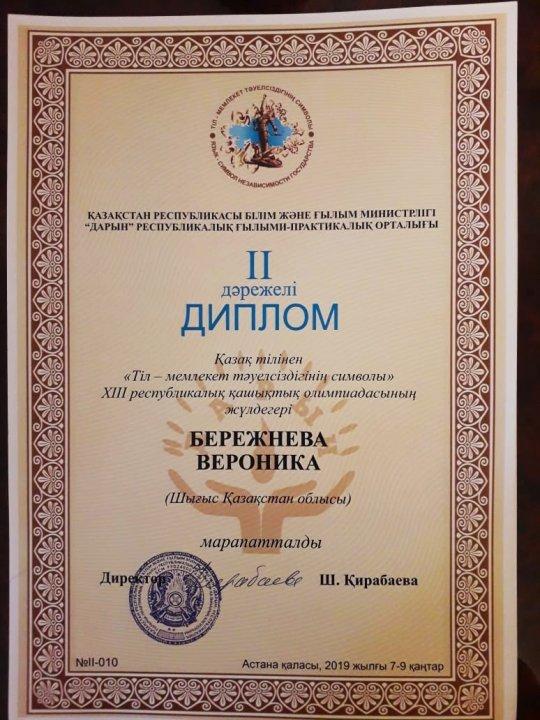 ТІЛ - МЕМЛЕКЕТ ТӘУЕЛСІЗДІГІНІҢ СИМВОЛЫ
ЯЗЫК - СИМВОЛ НЕЗАВИСИМОСТИ ГОСУДАРСТВА
ҚАЗАҚСТАН РЕСПУБЛИКАСЫ БІЛІМ ЖӘНЕ ҒЫЛЫМ МИНИСТРЛІГІ
“ДАРЫН” РЕСПУБЛИКАЛЫҚ ҒЫЛЫМИ-ПРАКТИКАЛЫҚ ОРТАЛЫҒЫ
II
дәрежелі
ДИПЛОМ
Қазақ тілінен
«Тіл – мемлекет тәуелсіздігінің символы»
XIII республикалық қашықтық олимпиадасының
жүлдегері
БЕРЕЖНЕВА
ВЕРОНИКА
(Шығыс Қазақстан облысы)
марапатталды
Директор Ш. Қирабаева
№II-010
Астана қаласы, 2019 жылғы 7-9 қаңтар